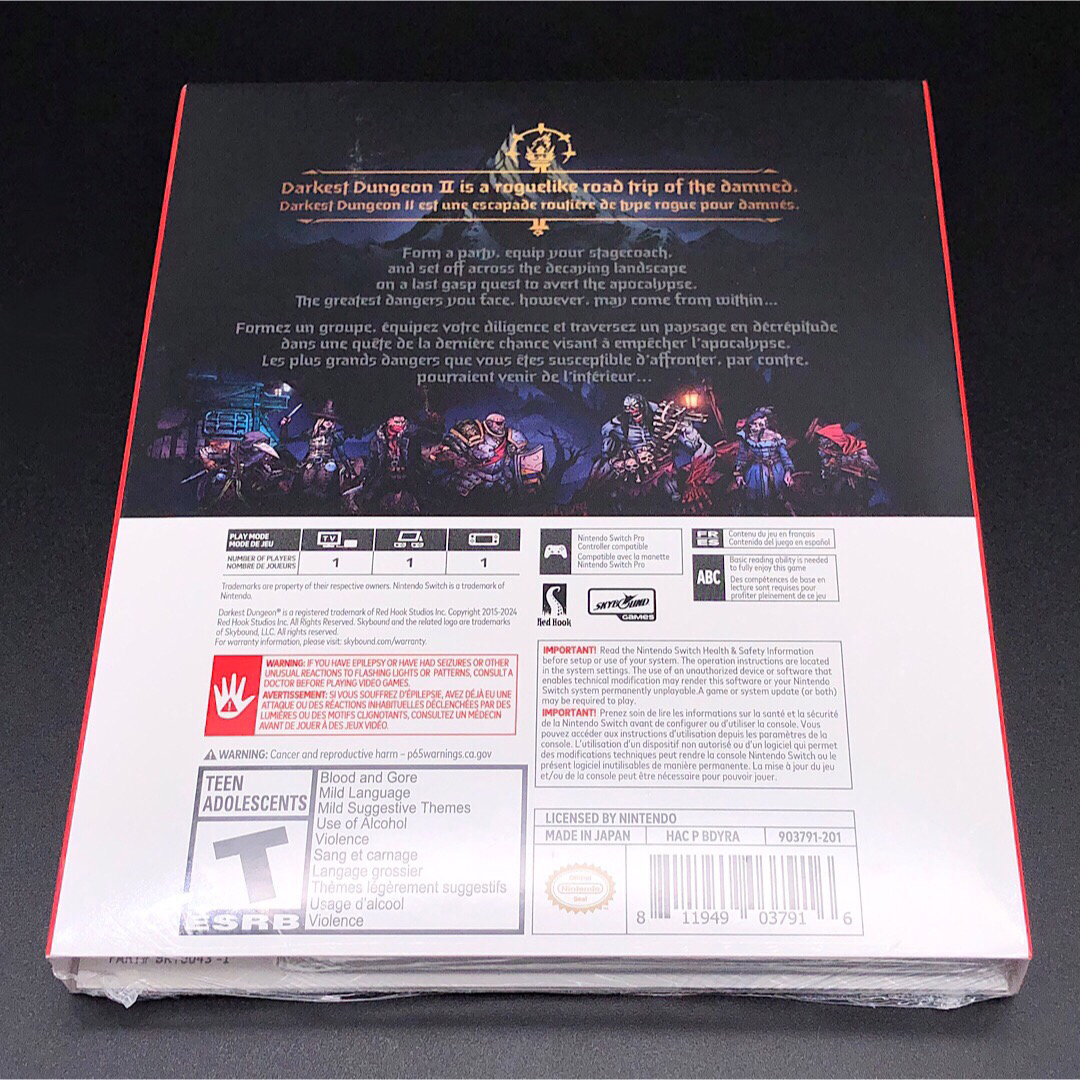 Darkest Dungeon II is a roguelike road trip of the damned.
Darkest Dungeon II est une escapade routière de type rogue pour damnés.
Form a party, equip your stagecoach,
and set off across the decaying landscape
on a last gasp quest to avert the apocalypse.
The greatest dangers you face, however, may come from within...
Formez un groupe, équipez votre diligence et traversez un paysage en décrépitude
dans une quête de la dernière chance visant à empêcher l'apocalypse.
Les plus grands dangers que vous êtes susceptible d'affronter, par contre,
pourraient venir de l'intérieur...
PLAY MODE
MODE DE JEU
TV
NUMBER OF PLAYERS
NOMBRE DE JOUEURS
1 1 1
Trademarks are property of their respective owners. Nintendo Switch is a trademark of
Nintendo.
Darkest Dungeon® is a registered trademark of Red Hook Studios Inc. Copyright 2015-2024
Red Hook Studios Inc. All Rights Reserved. Skybound and the related logo are trademarks
of Skybound, LLC. All rights reserved.
For warranty information, please visit: skybound.com/warranty.
WARNING: IF YOU HAVE EPILEPSY OR HAVE HAD SEIZURES OR OTHER
UNUSUAL REACTIONS TO FLASHING LIGHTS OR PATTERNS, CONSULT A
DOCTOR BEFORE PLAYING VIDEO GAMES.
AVERTISSEMENT: SI VOUS SOUFFREZ D'ÉPILEPSIE, AVEZ DÉJÀ EU UNE
ATTAQUE OU DES RÉACTIONS INHABITUELLES DÉCLENCHÉES PAR DES
LUMIÈRES OU DES MOTIFS CLIGNOTANTS, CONSULTEZ UN MÉDECIN
AVANT DE JOUER À DES JEUX VIDÉO.
WARNING: Cancer and reproductive harm – p65warnings.ca.gov
TEEN
ADOLESCENTS
T
ESRB
Blood and Gore
Mild Language
Mild Suggestive Themes
Use of Alcohol
Violence
Sang et carnage
Langage grossier
Thèmes légèrement suggestifs
Usage d'alcool
Violence
Nintendo Switch Pro
Controller compatible
Compatible avec la manette
Nintendo Switch Pro
FR
ES
Contenu du jeu en français
Contenido del juego en español
ABC
Basic reading ability is needed
to fully enjoy this game
Des compétences de base en
lecture sont requises pour
profiter pleinement de ce jeu
Red Hook
SKYBOUND
GAMES
IMPORTANT! Read the Nintendo Switch Health & Safety Information
before setup or use of your system. The operation instructions are located
in the system settings. The use of an unauthorized device or software that
enables technical modification may render this software or your Nintendo
Switch system permanently unplayable.A game or system update (or both)
may be required to play.
IMPORTANT! Prenez soin de lire les informations sur la santé et la sécurité
de la Nintendo Switch avant de configurer ou d'utiliser la console. Vous
pouvez accéder aux instructions d'utilisation depuis les paramètres de la
console. L'utilisation d'un dispositif non autorisé ou d'un logiciel qui permet
des modifications techniques peut rendre la console Nintendo Switch ou le
présent logiciel inutilisables de manière permanente. La mise à jour du jeu
et/ou de la console peut être nécessaire pour pouvoir jouer.
LICENSED BY NINTENDO
MADE IN JAPAN HAC P BDYRA 903791-201
Official
Nintendo
Seal
8 11949 03791 6
PART#